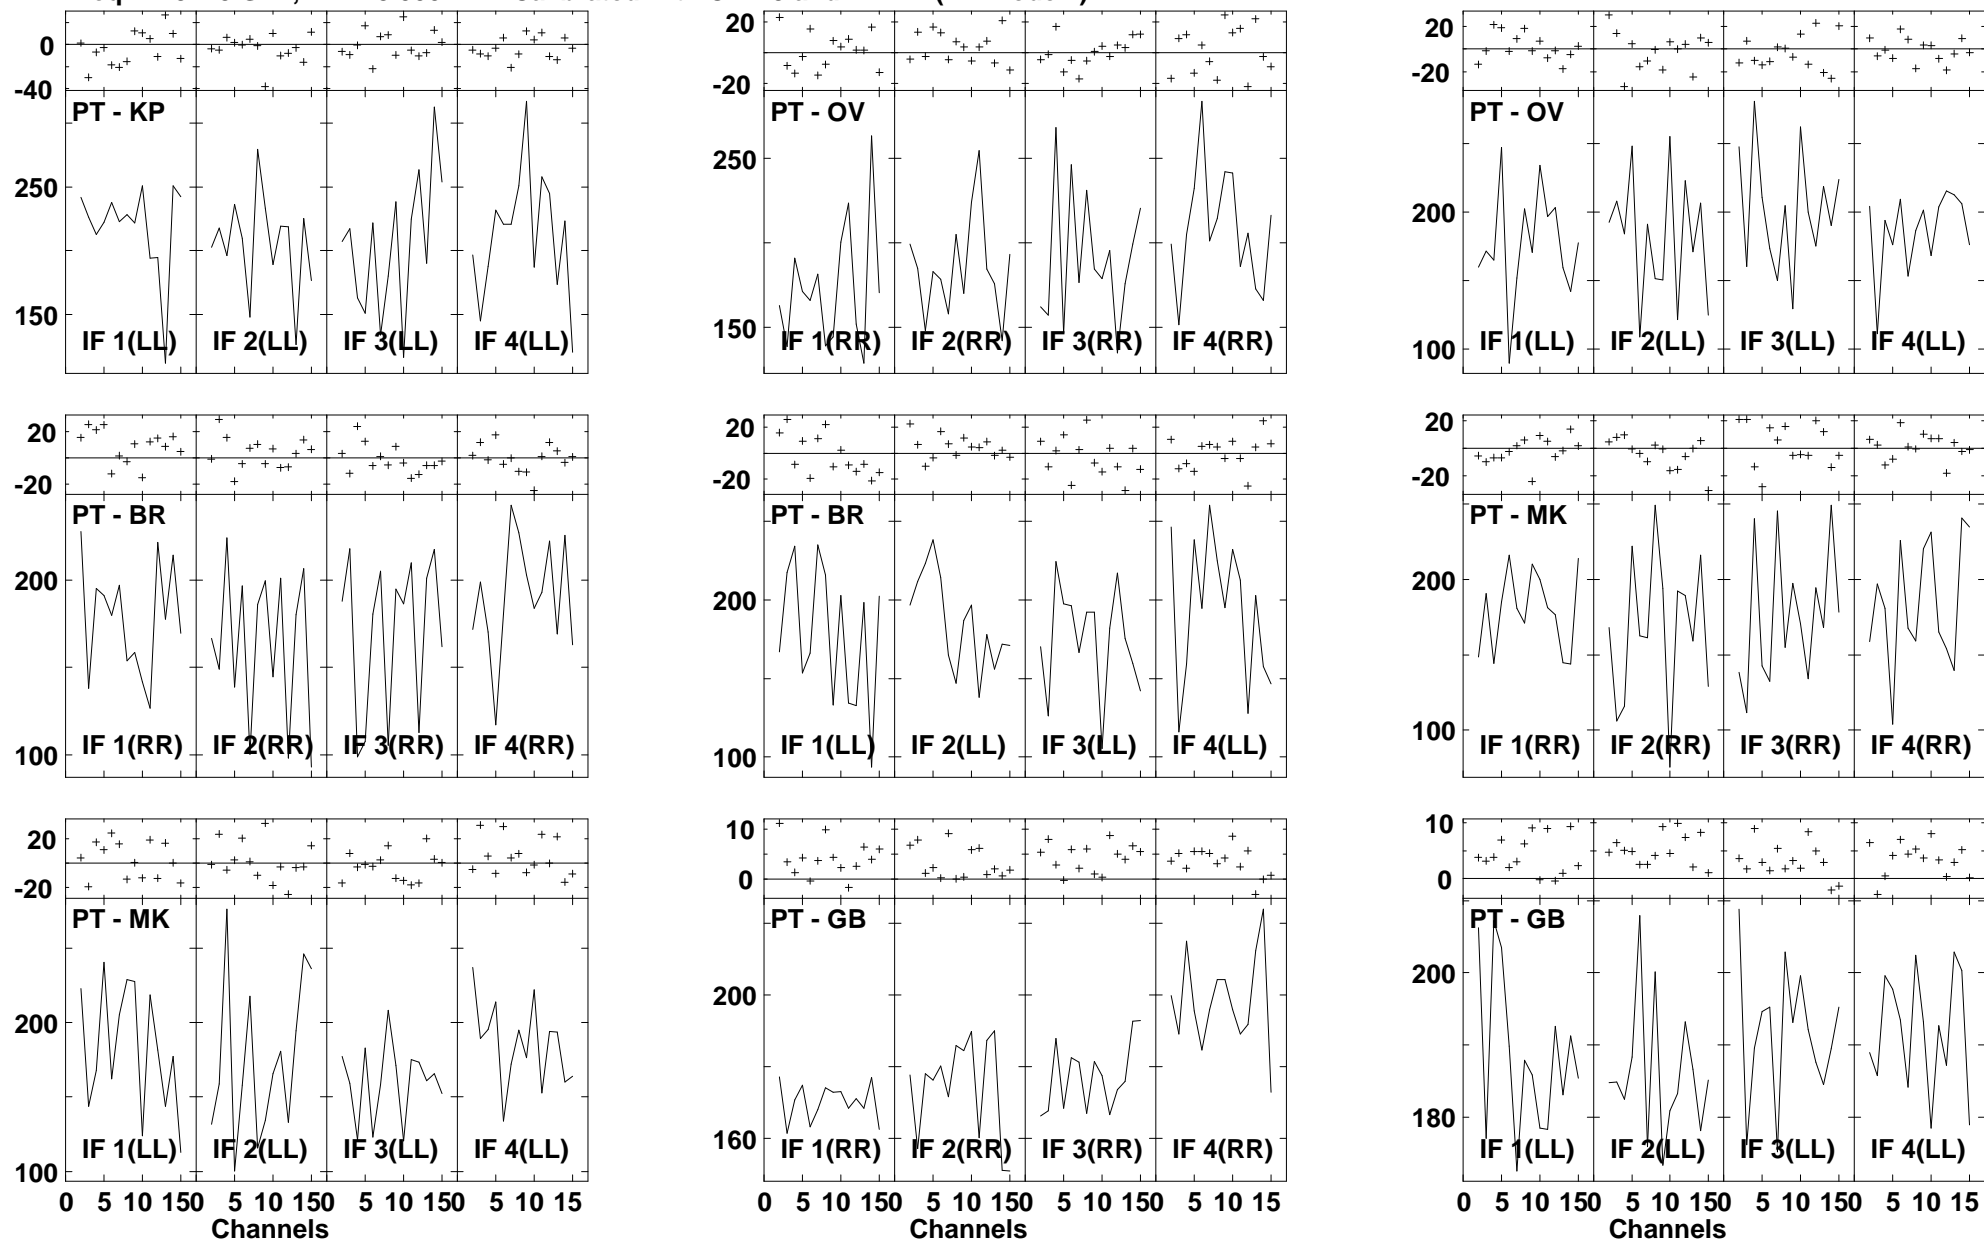 20 20
0
-20 -20
-40
PT - KP PT - OV PT - OV
250 250 200
150 150 100
IF 1(LL) IF 2(LL) IF 3(LL) IF 4(LL) IF 1(RR) IF 2(RR) IF 3(RR) IF 4(RR) IF 1(LL) IF 2(LL) IF 3(LL) IF 4(LL)
20 20 20
-20 -20 -20
PT - BR PT - BR PT - MK
200 200 200
100 100 100
IF 1(RR) IF 2(RR) IF 3(RR) IF 4(RR) IF 1(LL) IF 2(LL) IF 3(LL) IF 4(LL) IF 1(RR) IF 2(RR) IF 3(RR) IF 4(RR)
20 10 10
-20 0 0
PT - MK PT - GB PT - GB
200 200 200
100 160 180
IF 1(LL) IF 2(LL) IF 3(LL) IF 4(LL) IF 1(RR) IF 2(RR) IF 3(RR) IF 4(RR) IF 1(LL) IF 2(LL) IF 3(LL) IF 4(LL)
0 5 10 150 5 10 150 5 10 150 5 10 15 0 5 10 150 5 10 150 5 10 150 5 10 15 0 5 10 150 5 10 150 5 10 150 5 10 15
Channels Channels Channels